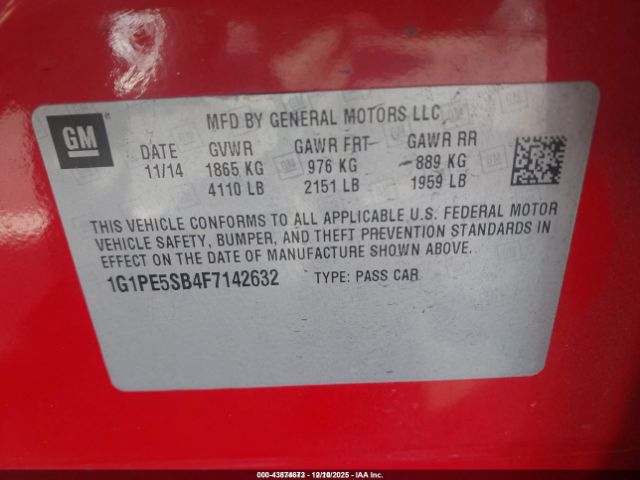 GM
MFD BY GENERAL MOTORS LLC
DATE GVWR GAWR FRT GAWR RR
11/14 1865 KG 976 KG 889 KG
4110 LB 2151 LB 1959 LB
THIS VEHICLE CONFORMS TO ALL APPLICABLE U.S. FEDERAL MOTOR
VEHICLE SAFETY, BUMPER, AND THEFT PREVENTION STANDARDS IN
EFFECT ON THE DATE OF MANUFACTURE SHOWN ABOVE.
1G1PE5SB4F7142632 TYPE: PASS CAR
000-43874673 - 12/10/2025 - IAA Inc.